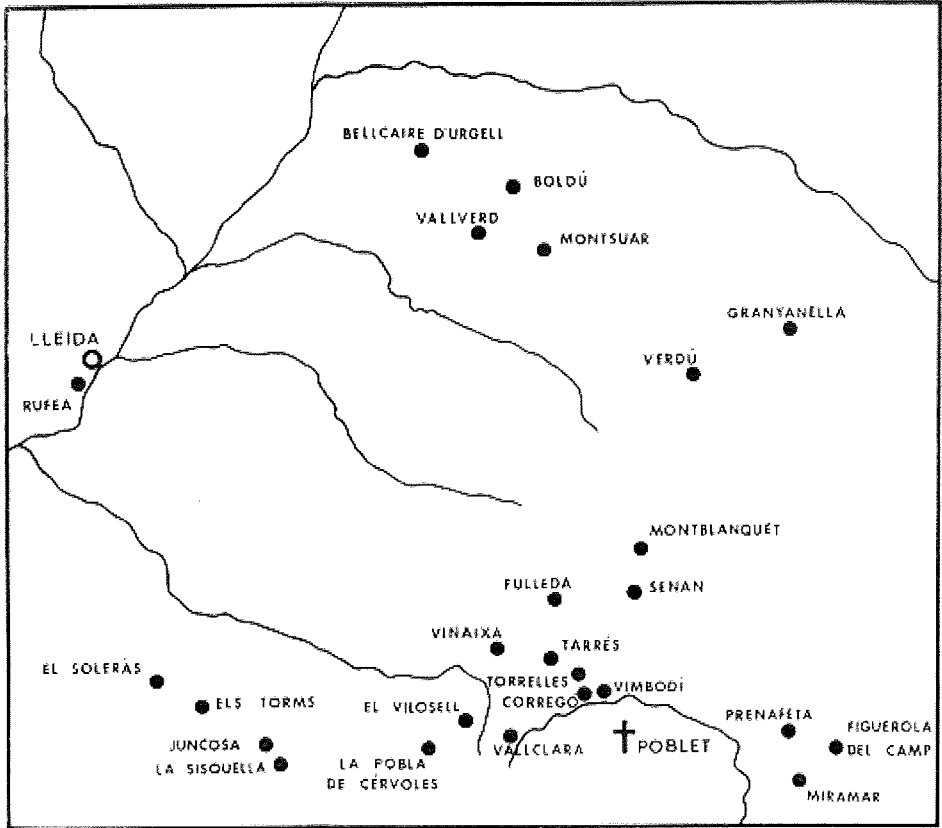 BELLCAIRE D'URGELL
BOLDÚ
VALLVERD
MONTSUAR
GRANYANELLA
LLEIDA
VERDÚ
RUFEA
MONTBLANQUET
FULLEDA
SENAN
VINAIXA
TARRÉS
EL SOLERÀS
TORRELLES
VIMBODÍ
CORREGÓ
ELS TORMS
EL VILOSELL
PRENAFETA
FIGUEROLA
DEL CAMP
JUNCOSA
VALLCLARA
POBLET
LA SISQUELLA
LA POBLA
DE CÉRVOLES
MIRAMAR